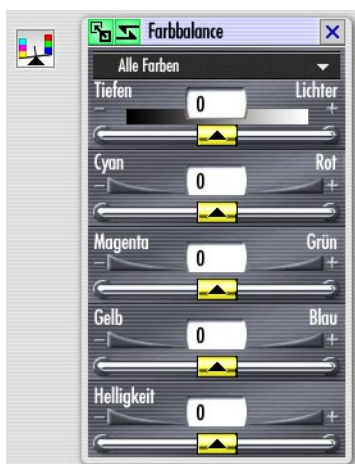 Farbbalance
Alle Farben
Tiefen 0 Lichter
Cyan 0 Rot
Magenta 0 Grün
Gelb 0 Blau
Helligkeit 0